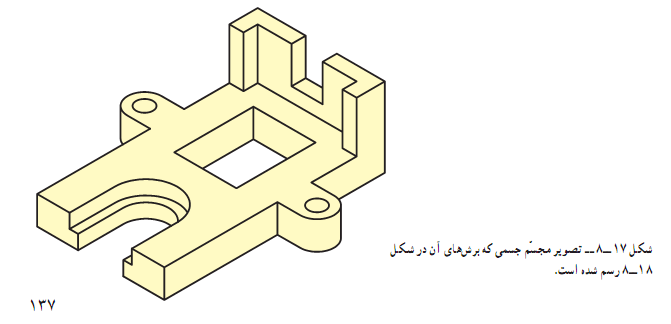 شکل ۱۷ــ۸ــ تصویر مجسّم جسمی که برش‌های آن در شکل
۱۸ــ۸ رسم شده است.
۱۳۷